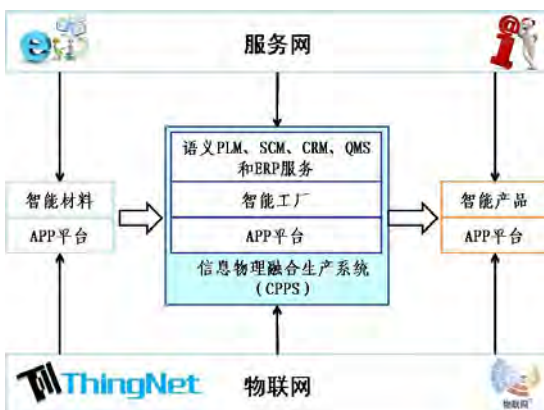 服务网
语义PLM、SCM、CRM、QMS
和ERP服务
智能材料
智能工厂
智能产品
APP平台
APP平台
APP平台
信息物理融合生产系统
(CPPS)
ThingNet
物联网
物联网